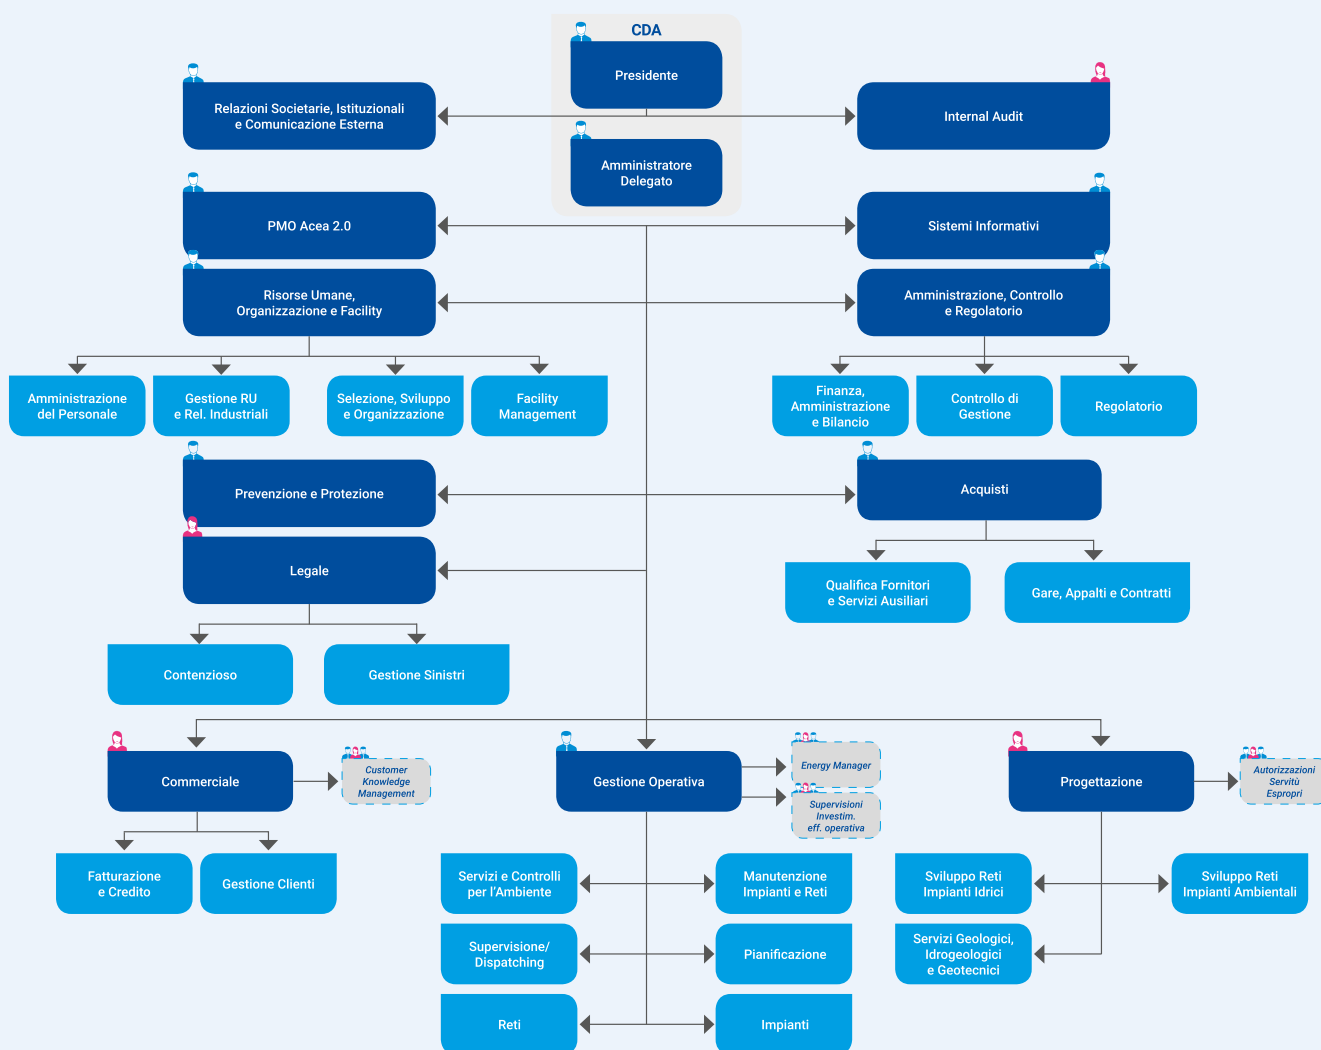 CDA
Presidente
Relazioni Societarie, Istituzionali
e Comunicazione Esterna
Internal Audit
Amministratore
Delegato
PMO Acea 2.0
Sistemi Informativi
Risorse Umane,
Organizzazione e Facility
Amministrazione, Controllo
e Regolatorio
Amministrazione
del Personale
Gestione RU
e Rel. Industriali
Selezione, Sviluppo
e Organizzazione
Facility
Management
Finanza,
Amministrazione
e Bilancio
Controllo di
Gestione
Regolatorio
Prevenzione e Protezione
Acquisti
Legale
Qualifica Fornitori
e Servizi Ausiliari
Gare, Appalti e Contratti
Contenzioso
Gestione Sinistri
Commerciale
Customer
Knowledge
Management
Gestione Operativa
Energy Manager
Supervisioni
Investim.
eff. operativa
Progettazione
Autorizzazioni
Servitù
Espropri
Fatturazione
e Credito
Gestione Clienti
Servizi e Controlli
per l'Ambiente
Manutenzione
Impianti e Reti
Sviluppo Reti
Impianti Idrici
Sviluppo Reti
Impianti Ambientali
Supervisione/
Dispatching
Pianificazione
Servizi Geologici,
Idrogeologici
e Geotecnici
Reti
Impianti